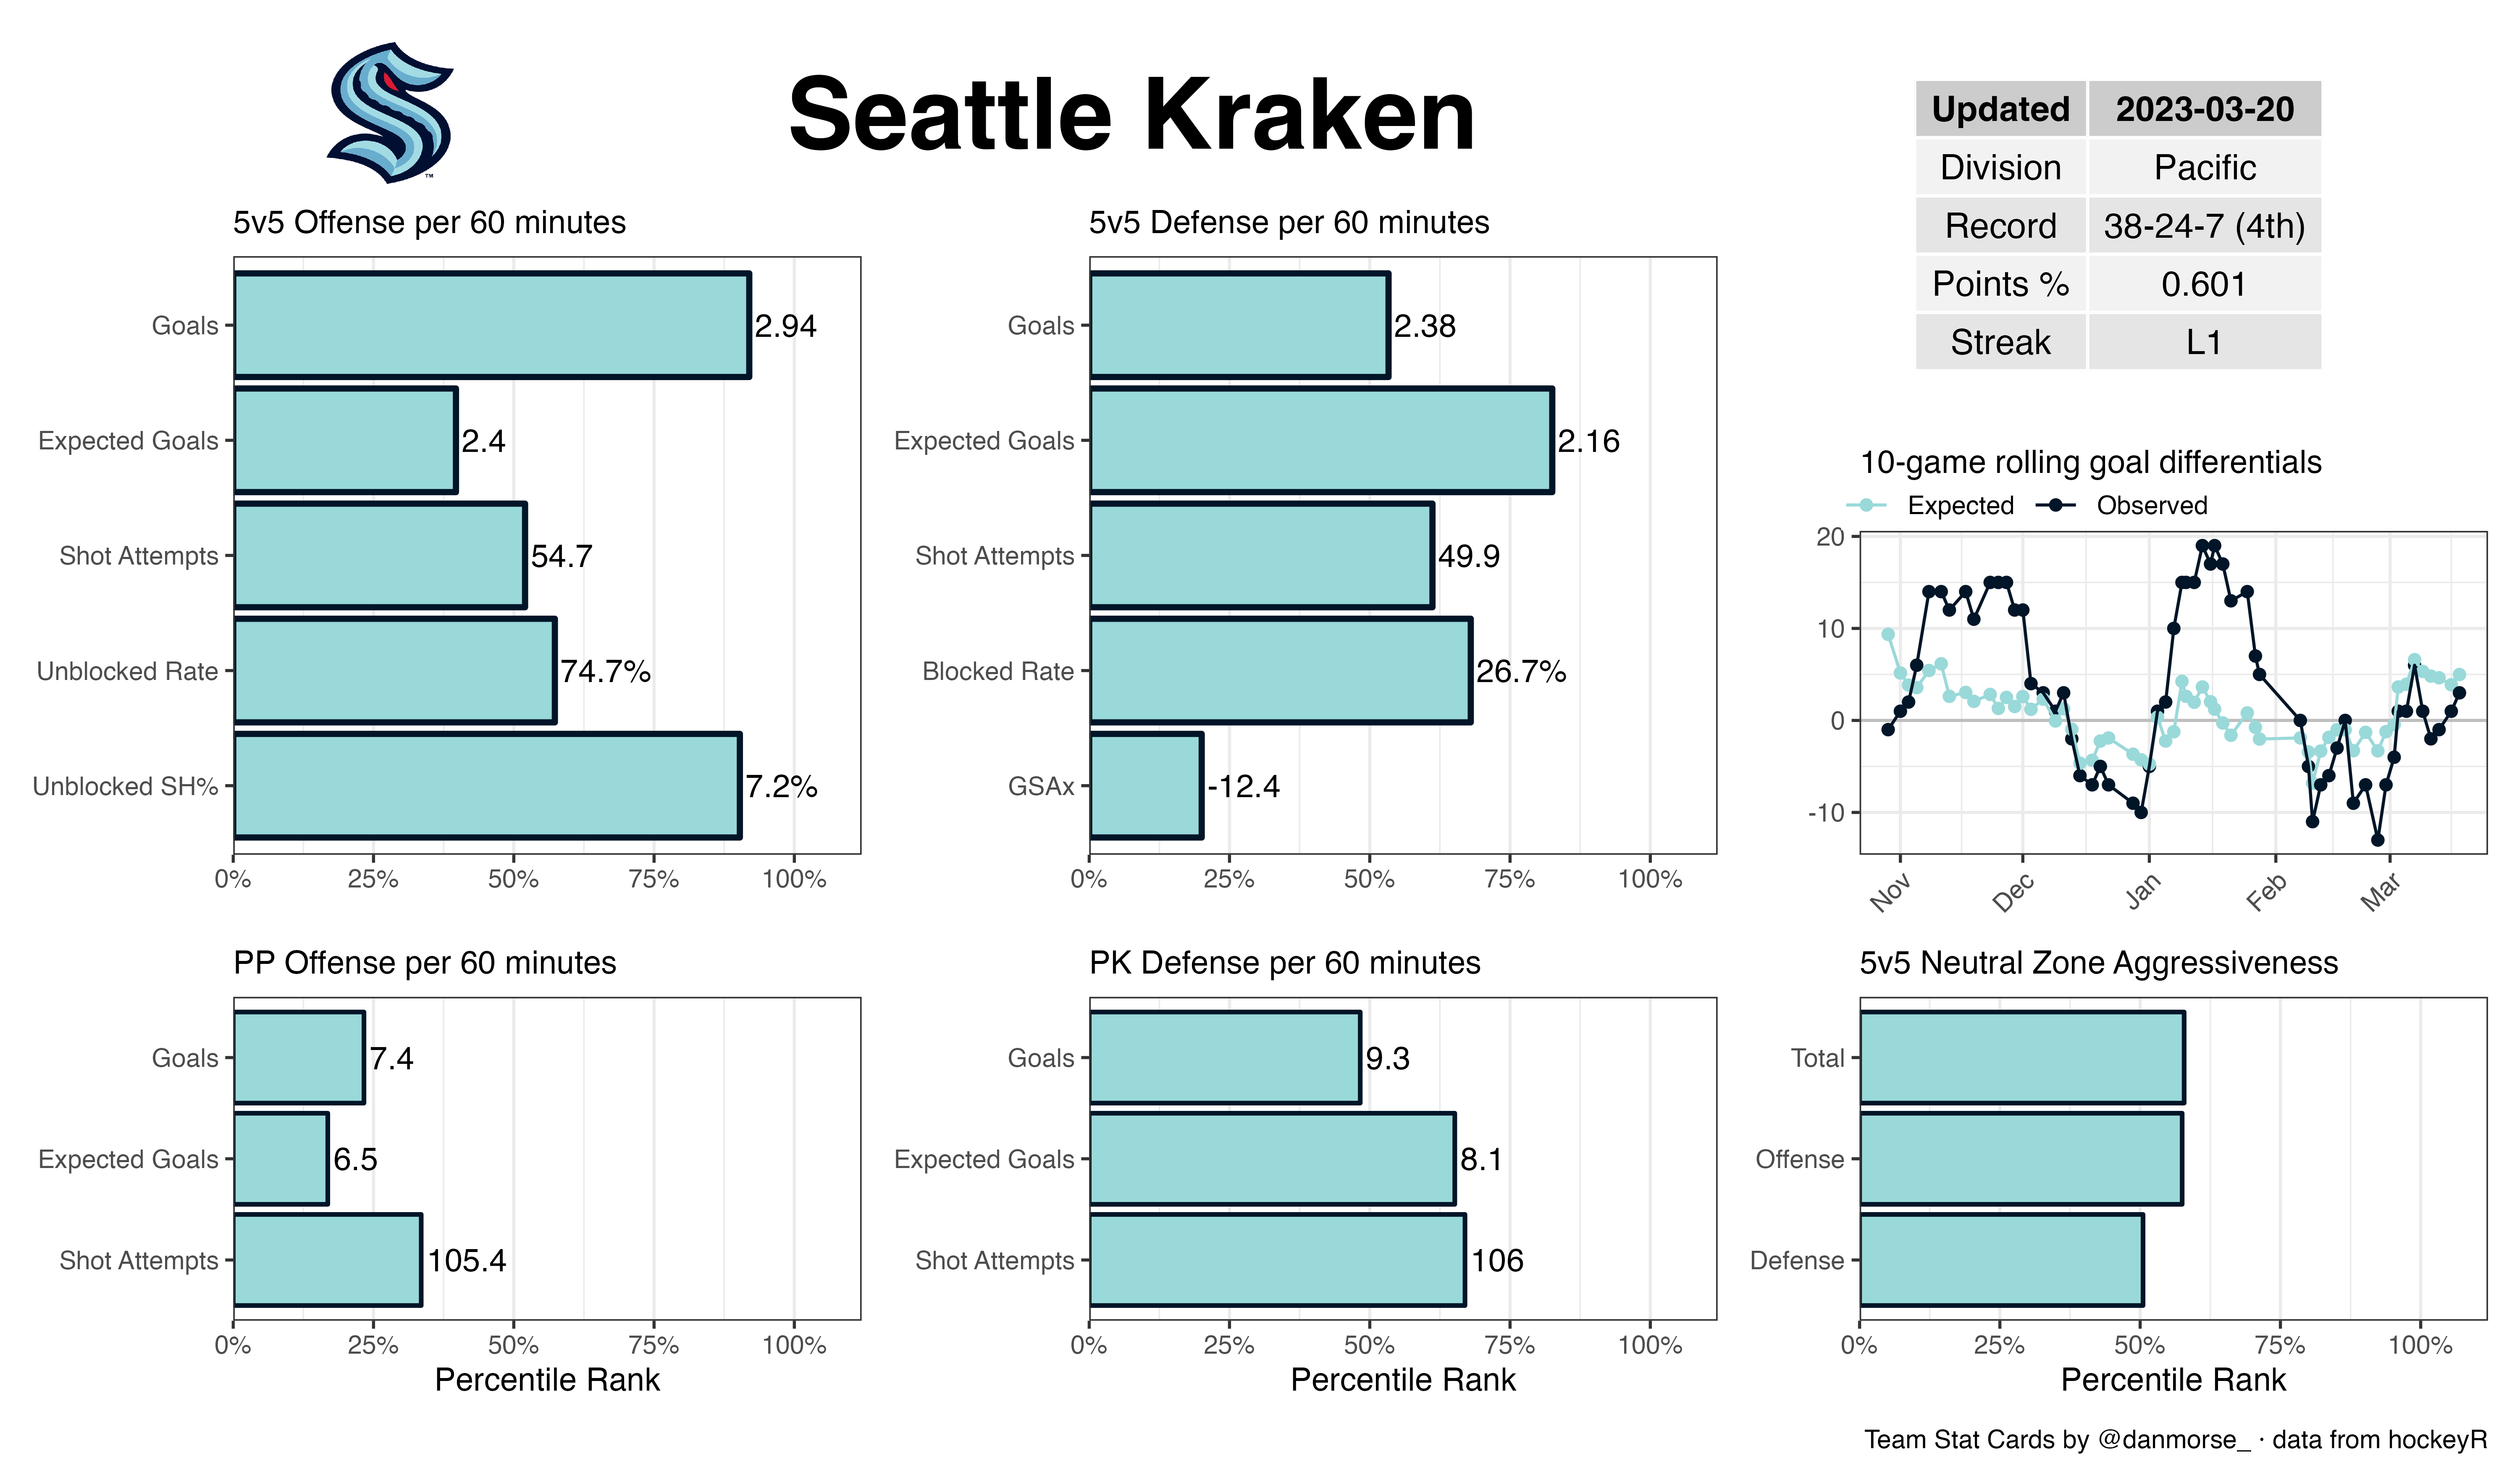 Seattle Kraken
™
Updated 2023-03-20
Division Pacific
Record 38-24-7 (4th)
Points % 0.601
Streak L1
5v5 Offense per 60 minutes
Goals 2.94
Expected Goals 2.4
Shot Attempts 54.7
Unblocked Rate 74.7%
Unblocked SH% 7.2%
0% 25% 50% 75% 100%
5v5 Defense per 60 minutes
Goals 2.38
Expected Goals 2.16
Shot Attempts 49.9
Blocked Rate 26.7%
GSAx -12.4
0% 25% 50% 75% 100%
10-game rolling goal differentials
Expected Observed
20
10
0
-10
Nov Dec Jan Feb Mar
PP Offense per 60 minutes
Goals 7.4
Expected Goals 6.5
Shot Attempts 105.4
0% 25% 50% 75% 100%
Percentile Rank
PK Defense per 60 minutes
Goals 9.3
Expected Goals 8.1
Shot Attempts 106
0% 25% 50% 75% 100%
Percentile Rank
5v5 Neutral Zone Aggressiveness
Total
Offense
Defense
0% 25% 50% 75% 100%
Percentile Rank
Team Stat Cards by @danmorse_ · data from hockeyR